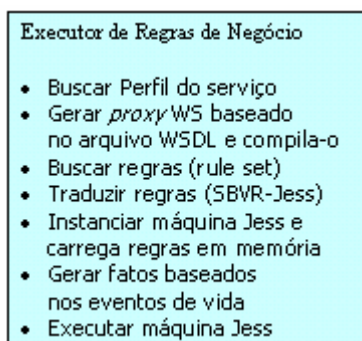 Executor de Regras de Negócio
• Buscar Perfil do serviço
• Gerar proxy WS baseado
no arquivo WSDL e compila-o
• Buscar regras (rule set)
• Traduzir regras (SBVR-Jess)
• Instanciar máquina Jess e
carrega regras em memória
• Gerar fatos baseados
nos eventos de vida
• Executar máquina Jess